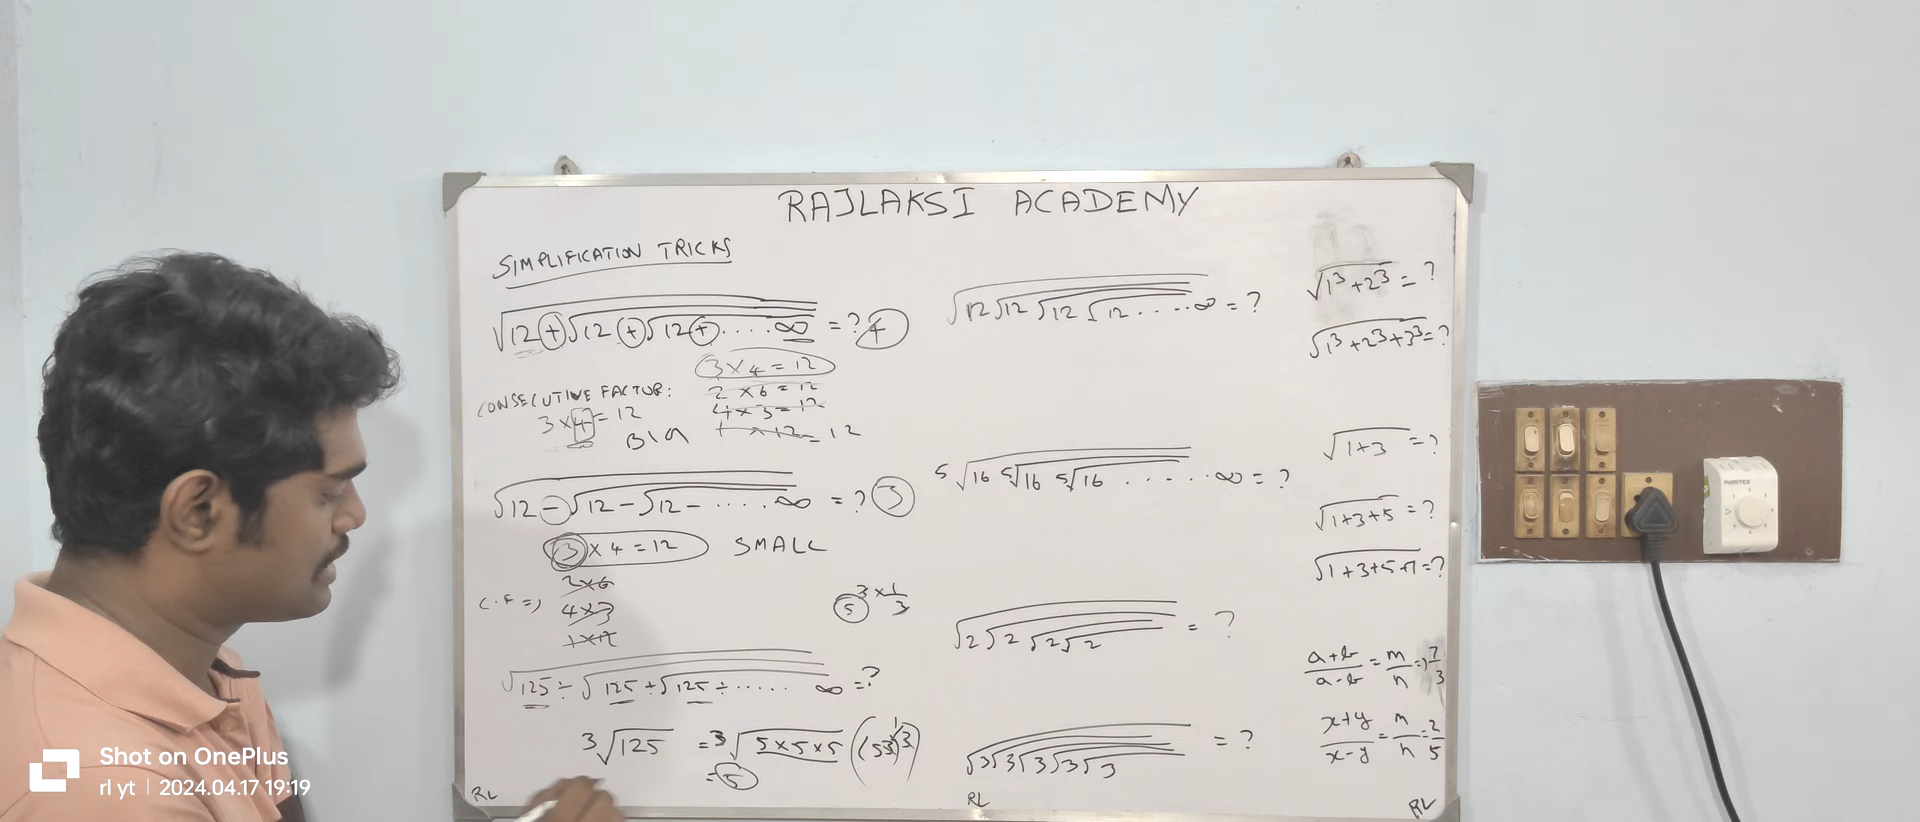 RAJLAKSI ACADEMY
SIMPLIFICATION TRICKS
√12+√12+√12+.....∞ = ? 4
3×4=12
2×6=12
4×3=12
1×12=12
CONSECUTIVE FACTOR:
3×4=12
BIG
√12-√12-√12-.....∞ = ? 3
3×4=12 SMALL
C.F =>
2×6
4×3
1×12
5^3×1/3
√125÷√125÷√125÷..... ∞ =?
3√125 = 3√5×5×5 (5^3)^1/3
=5
RL
√12√12√12√12....∞ = ?
5√16 5√16 5√16 ......∞ = ?
√2√2√2√2 = ?
√3√3√3√3√3 = ?
RL
√1³+2³ = ?
√1³+2³+3³=?
√1+3 = ?
√1+3+5 = ?
√1+3+5+7=?
a+b/a-b = m/n => 7/3
x+y/x-y = m/n = 2/5
RL
MANTEX
Shot on OnePlus
rl yt | 2024.04.17 19:19